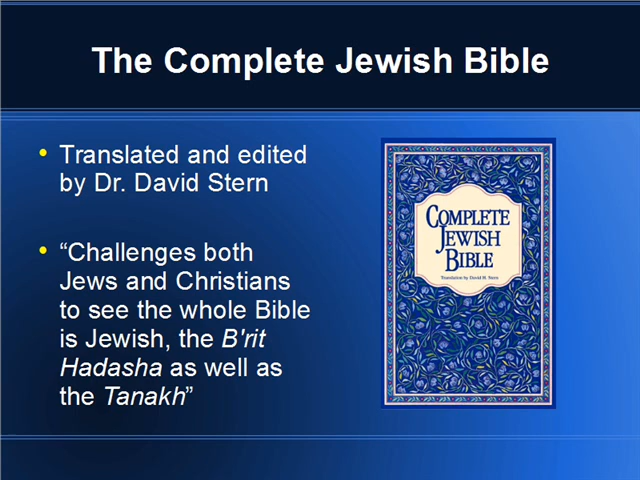 The Complete Jewish Bible
• Translated and edited
by Dr. David Stern
• “Challenges both
Jews and Christians
to see the whole Bible
is Jewish, the B'rit
Hadasha as well as
the Tanakh”
COMPLETE
JEWISH
BIBLE
Translation by David H. Stern